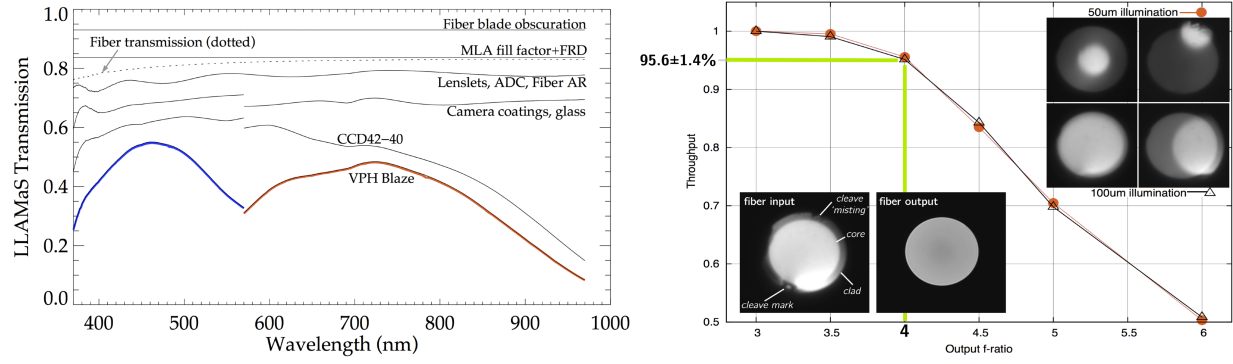 LLAMaS Transmission
1.0
0.8
0.6
0.4
0.2
0.0
Fiber blade obscuration
Fiber transmission (dotted)
MLA fill factor+FRD
Lenslets, ADC, Fiber AR
Camera coatings, glass
CCD42−40
VPH Blaze
400 500 600 700 800 900 1000
Wavelength (nm)
Throughput
1
95.6±1.4%
0.9
0.8
0.7
0.6
0.5
50um illumination
100um illumination
fiber input
cleave
'misting'
core
clad
cleave mark
fiber output
3 3.5 4 4.5 5 5.5 6
Output f-ratio